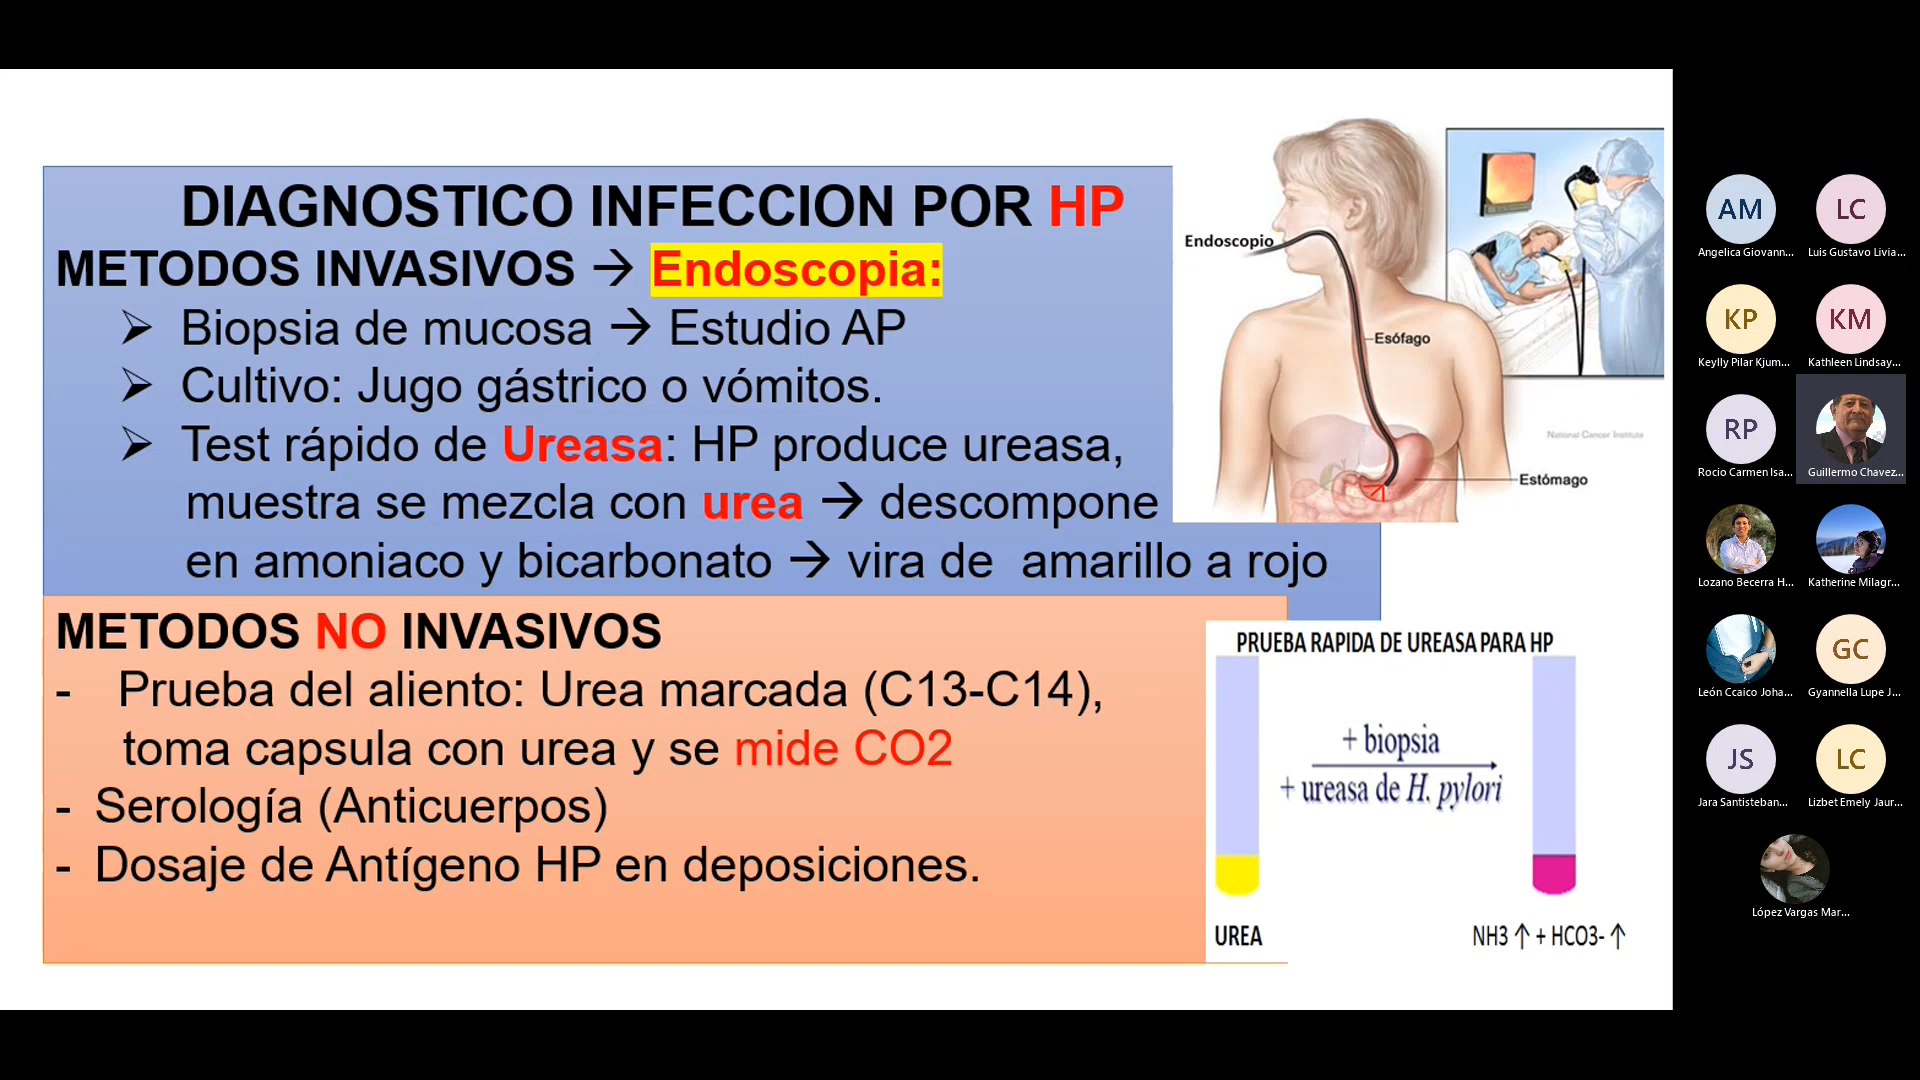 DIAGNOSTICO INFECCION POR HP
METODOS INVASIVOS → Endoscopia:
➢ Biopsia de mucosa → Estudio AP
➢ Cultivo: Jugo gástrico o vómitos.
➢ Test rápido de Ureasa: HP produce ureasa,
muestra se mezcla con urea → descompone
en amoniaco y bicarbonato → vira de amarillo a rojo
METODOS NO INVASIVOS
- Prueba del aliento: Urea marcada (C13-C14),
toma capsula con urea y se mide CO2
- Serología (Anticuerpos)
- Dosaje de Antígeno HP en deposiciones.
Endoscopio
Esófago
National Cancer Institute
Estómago
PRUEBA RAPIDA DE UREASA PARA HP
+ biopsia
+ ureasa de H. pylori
UREA
NH3 ↑ + HCO3- ↑
AM
Angelica Giovann...
LC
Luis Gustavo Livia...
KP
Keylly Pilar Kjum...
KM
Kathleen Lindsay...
RP
Rocio Carmen Isa...
Guillermo Chavez...
Lozano Becerra H...
Katherine Milagr...
León Ccaico Joha...
GC
Gyannella Lupe J...
JS
Jara Santisteban...
LC
Lizbet Emely Jaur...
López Vargas Mar...